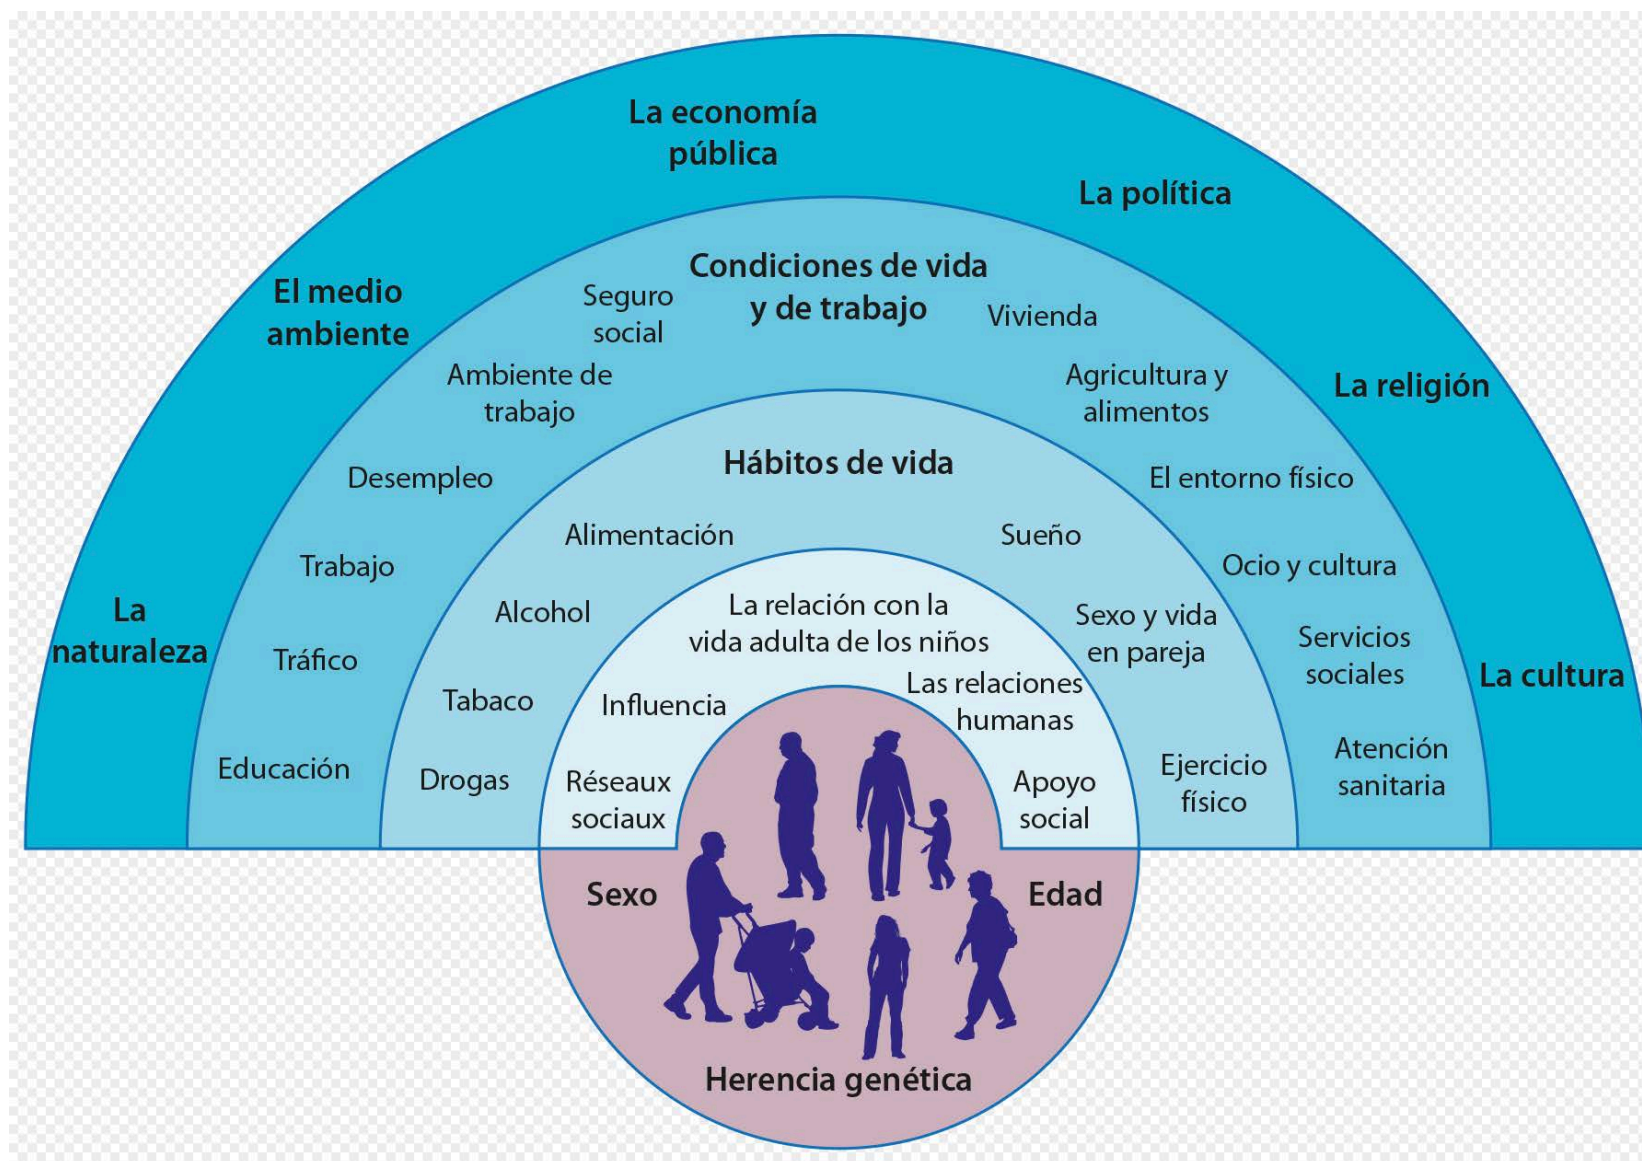 La economía
pública
La política
El medio
ambiente
La religión
La
naturaleza
La cultura
Condiciones de vida
y de trabajo
Seguro
social
Vivienda
Ambiente de
trabajo
Agricultura y
alimentos
Desempleo
El entorno físico
Trabajo
Ocio y cultura
Tráfico
Servicios
sociales
Educación
Atención
sanitaria
Hábitos de vida
Alimentación
Sueño
Alcohol
Sexo y vida
en pareja
Tabaco
Drogas
Ejercicio
físico
La relación con la
vida adulta de los niños
Influencia
Las relaciones
humanas
Réseaux
sociaux
Apoyo
social
Sexo
Edad
Herencia genética